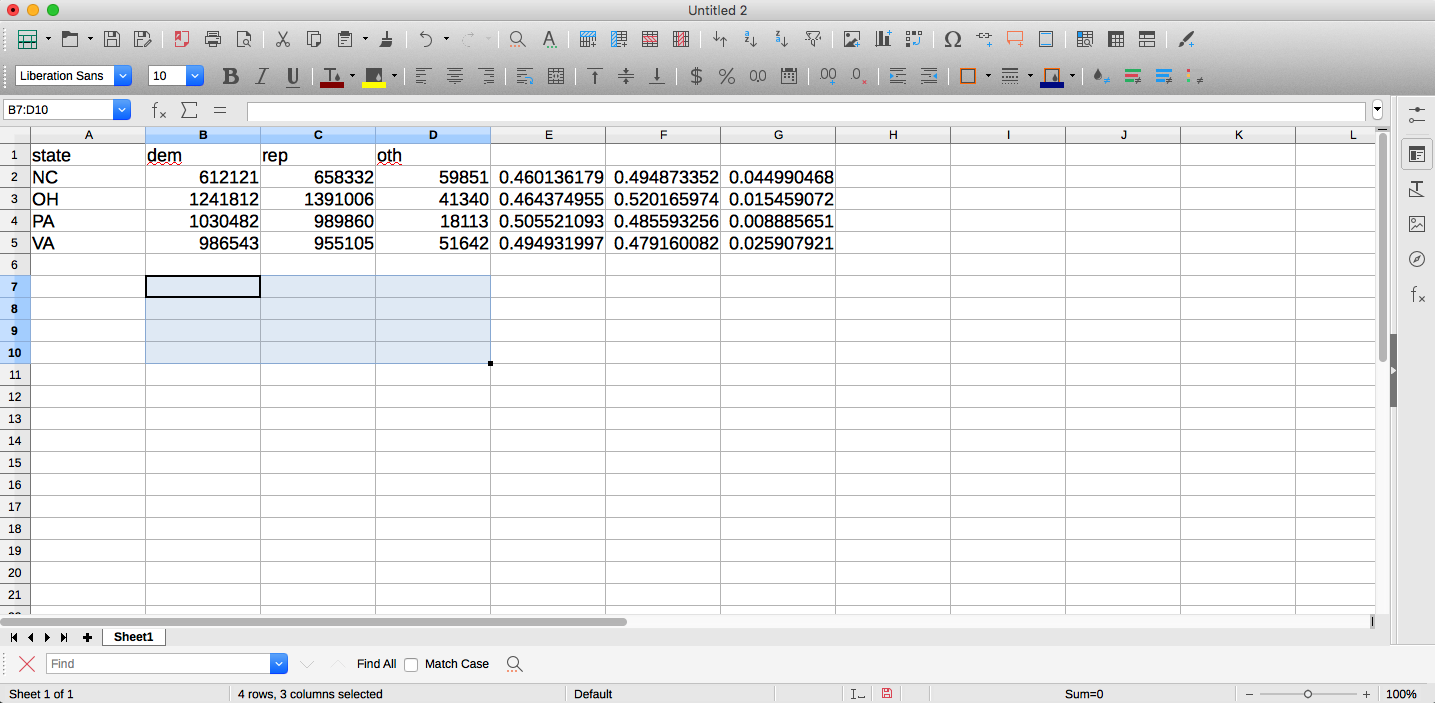 Untitled 2
Liberation Sans 10
B7:D10
A B C D E F G H I J K L
1 state dem rep oth
2 NC 612121 658332 59851 0.460136179 0.494873352 0.044990468
3 OH 1241812 1391006 41340 0.464374955 0.520165974 0.015459072
4 PA 1030482 989860 18113 0.505521093 0.485593256 0.008885651
5 VA 986543 955105 51642 0.494931997 0.479160082 0.025907921
6
7
8
9
10
11
12
13
14
15
16
17
18
19
20
21
Sheet1
Find Find All Match Case
Sheet 1 of 1 4 rows, 3 columns selected Default Sum=0 100%